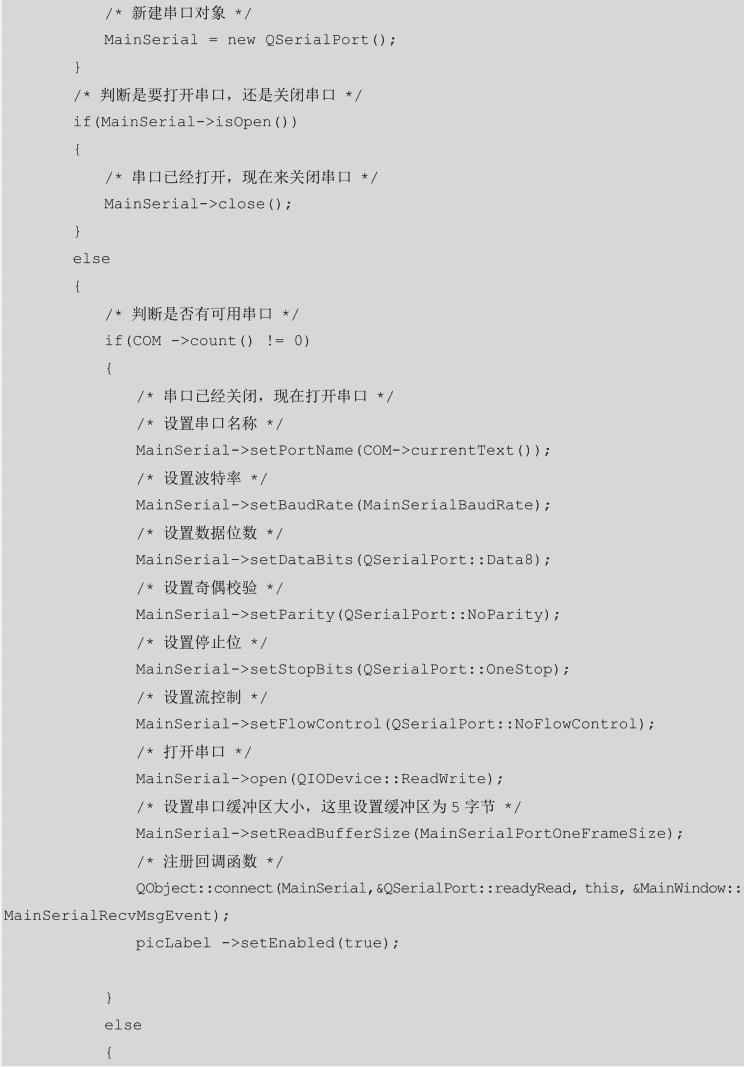 /* 新建串口对象 */
MainSerial = new QSerialPort();
}
/* 判断是要打开串口，还是关闭串口 */
if(MainSerial->isOpen())
{
/* 串口已经打开，现在来关闭串口 */
MainSerial->close();
}
else
{
/* 判断是否有可用串口 */
if(COM ->count() != 0)
{
/* 串口已经关闭，现在打开串口 */
/* 设置串口名称 */
MainSerial->setPortName(COM->currentText());
/* 设置波特率 */
MainSerial->setBaudRate(MainSerialBaudRate);
/* 设置数据位数 */
MainSerial->setDataBits(QSerialPort::Data8);
/* 设置奇偶校验 */
MainSerial->setParity(QSerialPort::NoParity);
/* 设置停止位 */
MainSerial->setStopBits(QSerialPort::OneStop);
/* 设置流控制 */
MainSerial->setFlowControl(QSerialPort::NoFlowControl);
/* 打开串口 */
MainSerial->open(QIODevice::ReadWrite);
/* 设置串口缓冲区大小，这里设置缓冲区为 5 字节 */
MainSerial->setReadBufferSize(MainSerialPortOneFrameSize);
/* 注册回调函数 */
QObject::connect(MainSerial,&QSerialPort::readyRead, this, &MainWindow::
MainSerialRecvMsgEvent);
picLabel ->setEnabled(true);
}
else
{